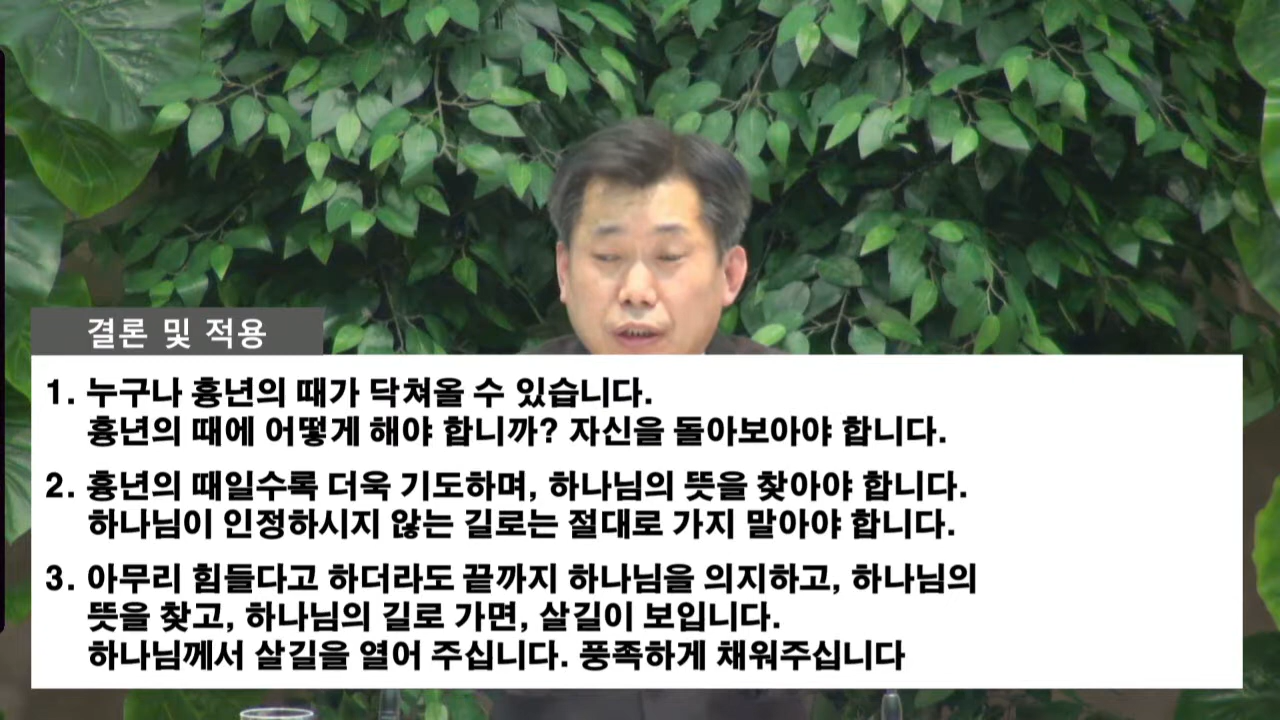 결론 및 적용
1. 누구나 흉년의 때가 닥쳐올 수 있습니다.
흉년의 때에 어떻게 해야 합니까? 자신을 돌아보아야 합니다.
2. 흉년의 때일수록 더욱 기도하며, 하나님의 뜻을 찾아야 합니다.
하나님이 인정하시지 않는 길로는 절대로 가지 말아야 합니다.
3. 아무리 힘들다고 하더라도 끝까지 하나님을 의지하고, 하나님의
뜻을 찾고, 하나님의 길로 가면, 살길이 보입니다.
하나님께서 살길을 열어 주십니다. 풍족하게 채워주십니다